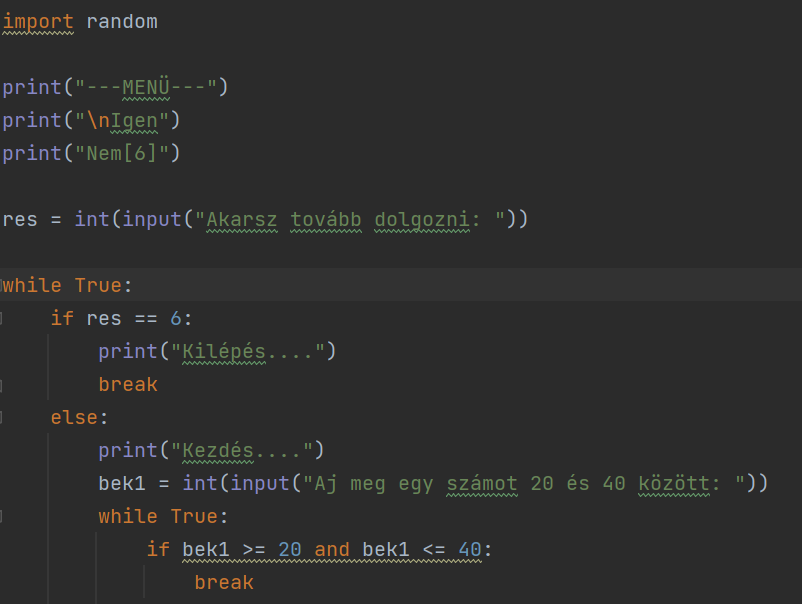 import random
print("---MENÜ---")
print("\nIgen")
print("Nem[6]")
res = int(input("Akarsz tovább dolgozni: "))
while True:
    if res == 6:
        print("Kilépés....")
        break
    else:
        print("Kezdés....")
        bek1 = int(input("Aj meg egy számot 20 és 40 között: "))
        while True:
            if bek1 >= 20 and bek1 <= 40:
                break